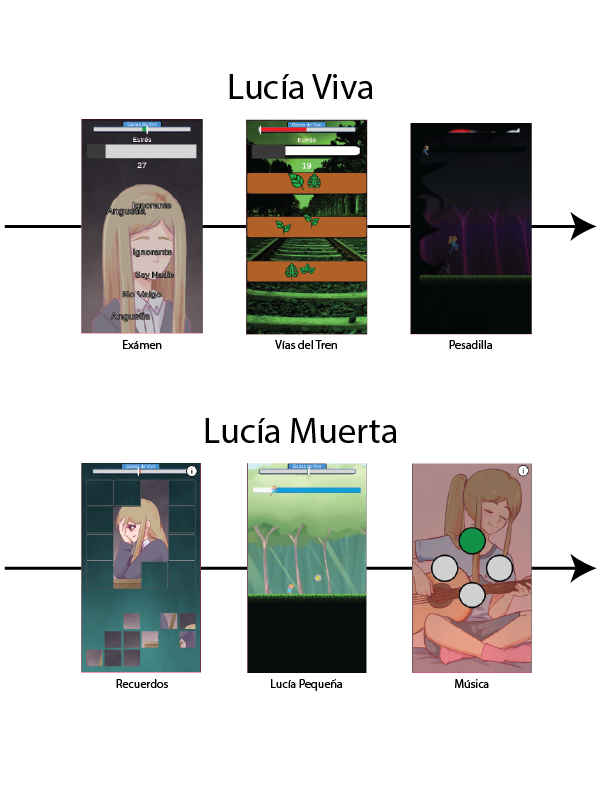 Lucía Viva
Ganas de Vivir
Estrés
27
Ignorante
Angustia
Ignorante
Soy Nadie
No Valgo
Angustia
Ganas de Vivir
Estrés
19
Exámen
Vías del Tren
Pesadilla
Lucía Muerta
Ganas de Vivir
i
Ganas de Vivir
i
Recuerdos
Lucía Pequeña
Música